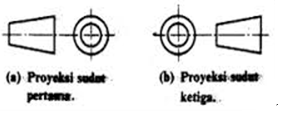 (a) Proyeksi sudut
pertama.
(b) Proyeksi sudut
ketiga.